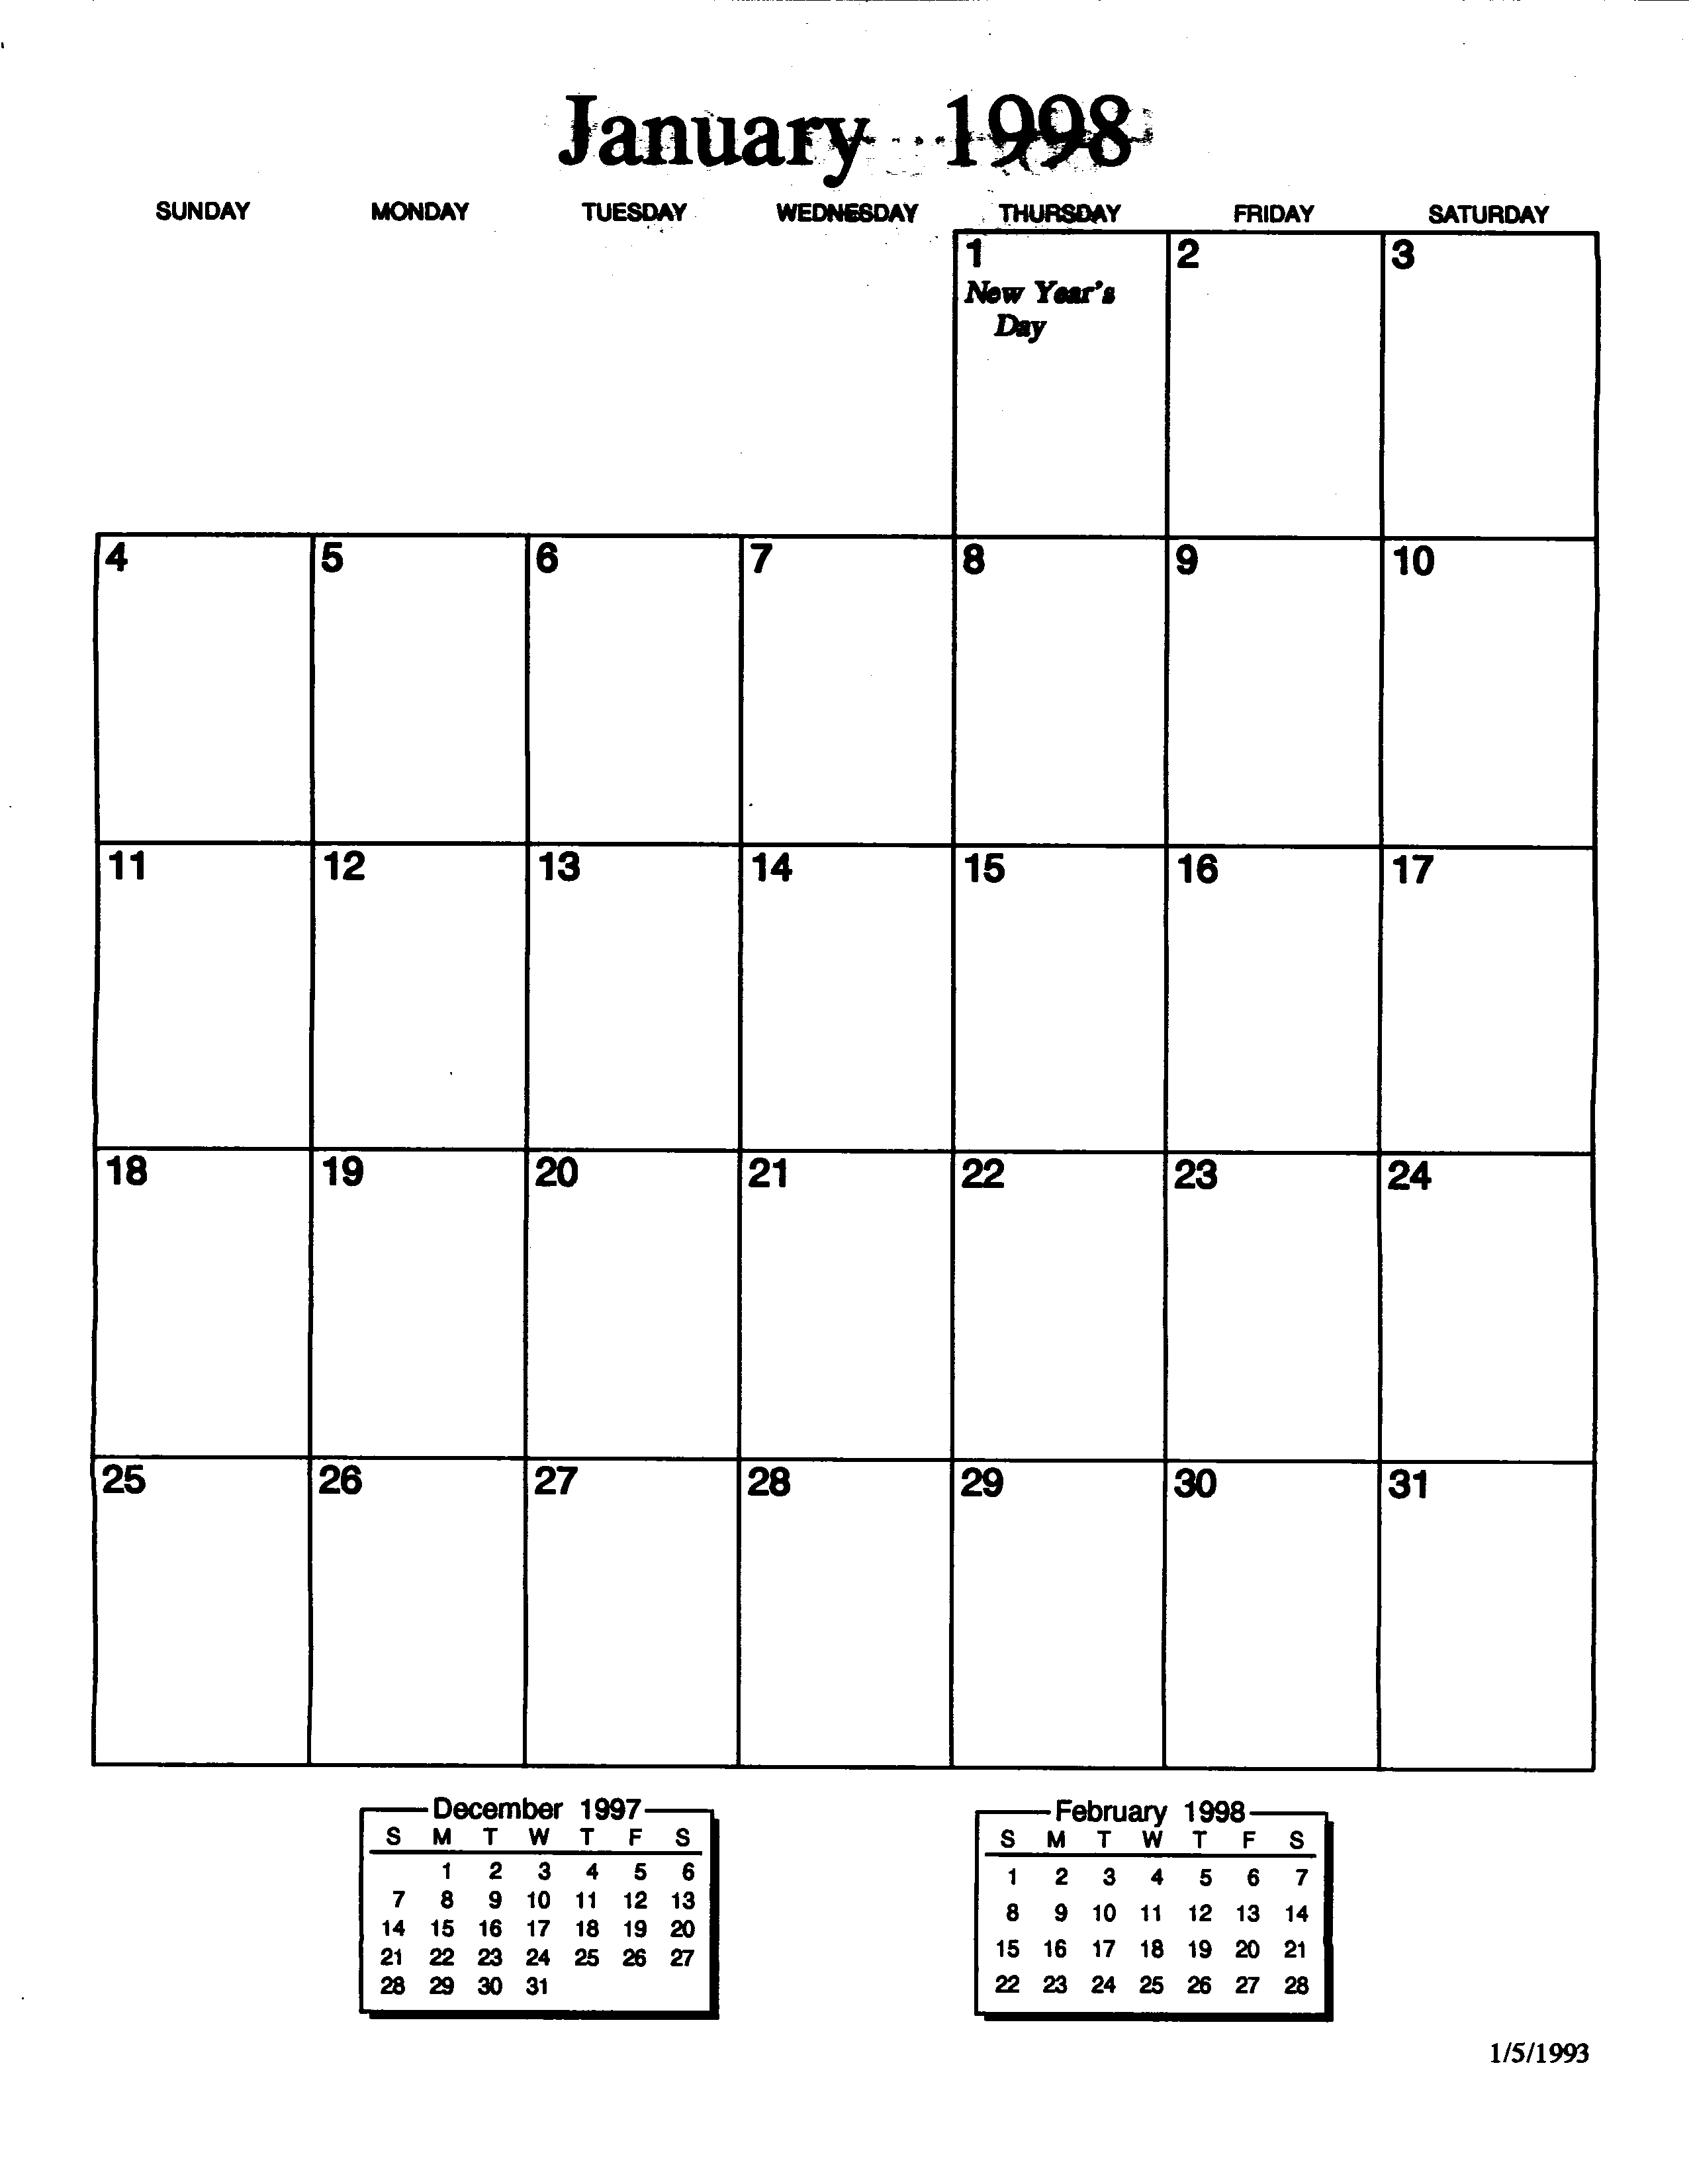 January 1998
SUNDAY MONDAY TUESDAY WEDNESDAY THURSDAY FRIDAY SATURDAY
1 2 3
New Year's
Day
4 5 6 7 8 9 10
11 12 13 14 15 16 17
18 19 20 21 22 23 24
25 26 27 28 29 30 31
December 1997
S M T W T F S
1 2 3 4 5 6
7 8 9 10 11 12 13
14 15 16 17 18 19 20
21 22 23 24 25 26 27
28 29 30 31
February 1998
S M T W T F S
1 2 3 4 5 6 7
8 9 10 11 12 13 14
15 16 17 18 19 20 21
22 23 24 25 26 27 28
1/5/1993